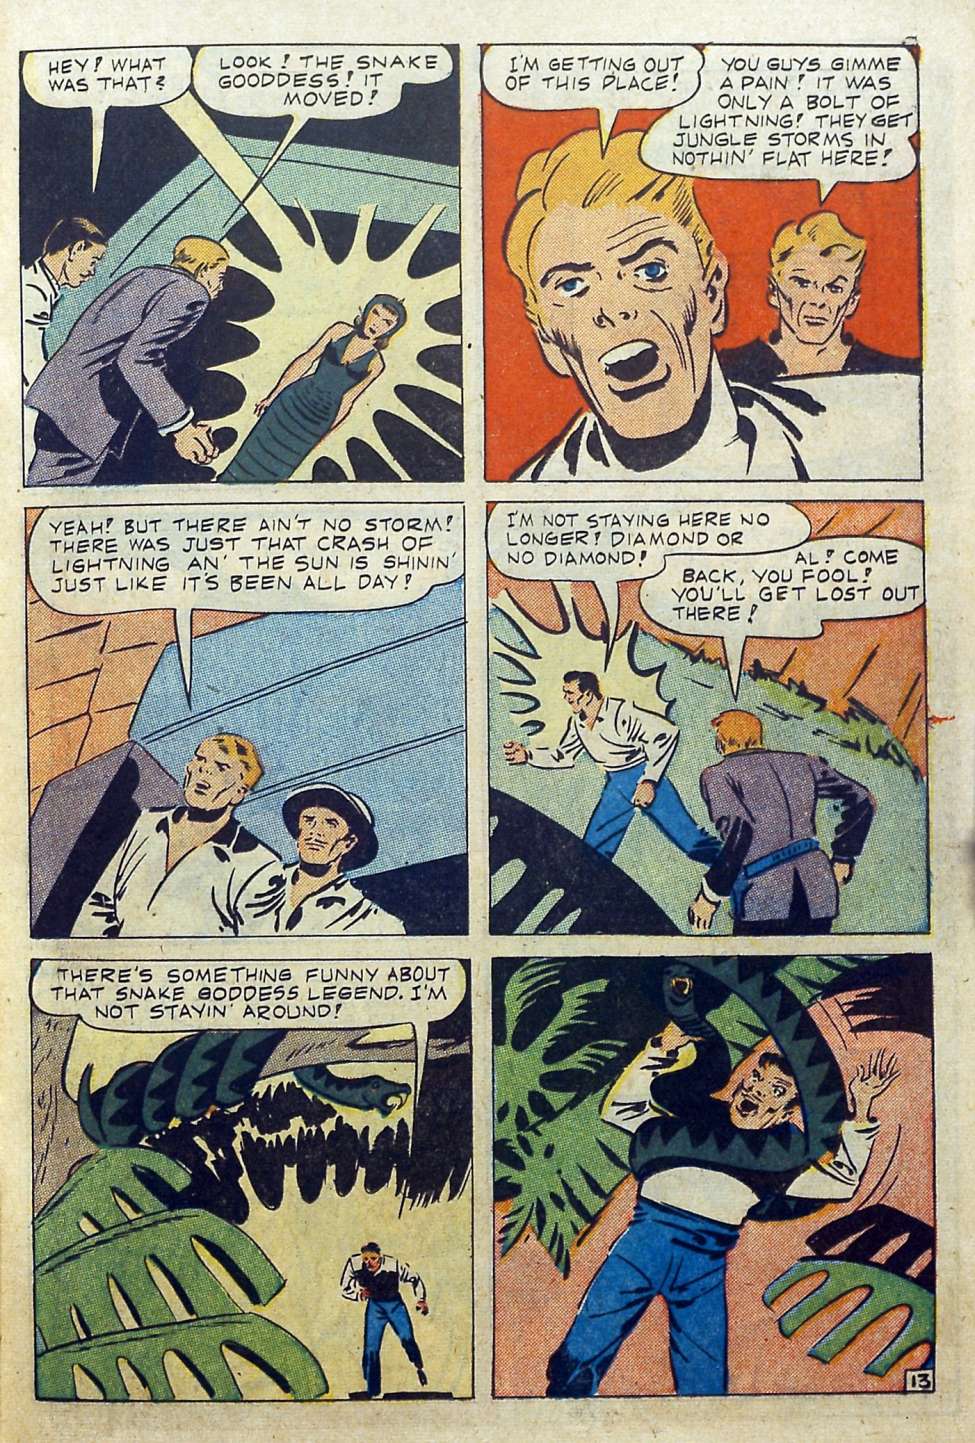 HEY! WHAT
WAS THAT?
LOOK! THE SNAKE
GOODDESS! IT
MOVED!
I'M GETTING OUT
OF THIS PLACE!
YOU GUYS GIMME
A PAIN! IT WAS
ONLY A BOLT OF
LIGHTNING! THEY GET
JUNGLE STORMS IN
NOTHIN' FLAT HERE!
YEAH! BUT THERE AIN'T NO STORM!
THERE WAS JUST THAT CRASH OF
LIGHTNING AN' THE SUN IS SHININ'
JUST LIKE IT'S BEEN ALL DAY!
I'M NOT STAYING HERE NO
LONGER! DIAMOND OR
NO DIAMOND!
AL! COME
BACK, YOU FOOL!
YOU'LL GET LOST OUT
THERE!
THERE'S SOMETHING FUNNY ABOUT
THAT SNAKE GODDESS LEGEND. I'M
NOT STAYIN' AROUND!
13